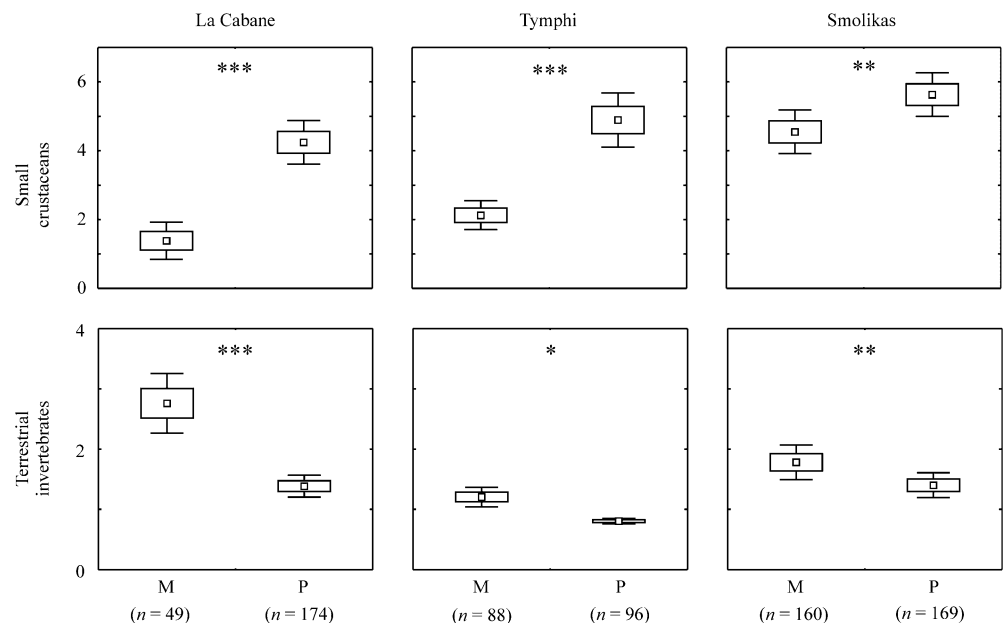 La Cabane Tymphi Smolikas
Small
crustaceans
6
4
2
0
*** *** **
Terrestrial
invertebrates
4
2
0
*** * **
M P M P M P
(n = 49) (n = 174) (n = 88) (n = 96) (n = 160) (n = 169)